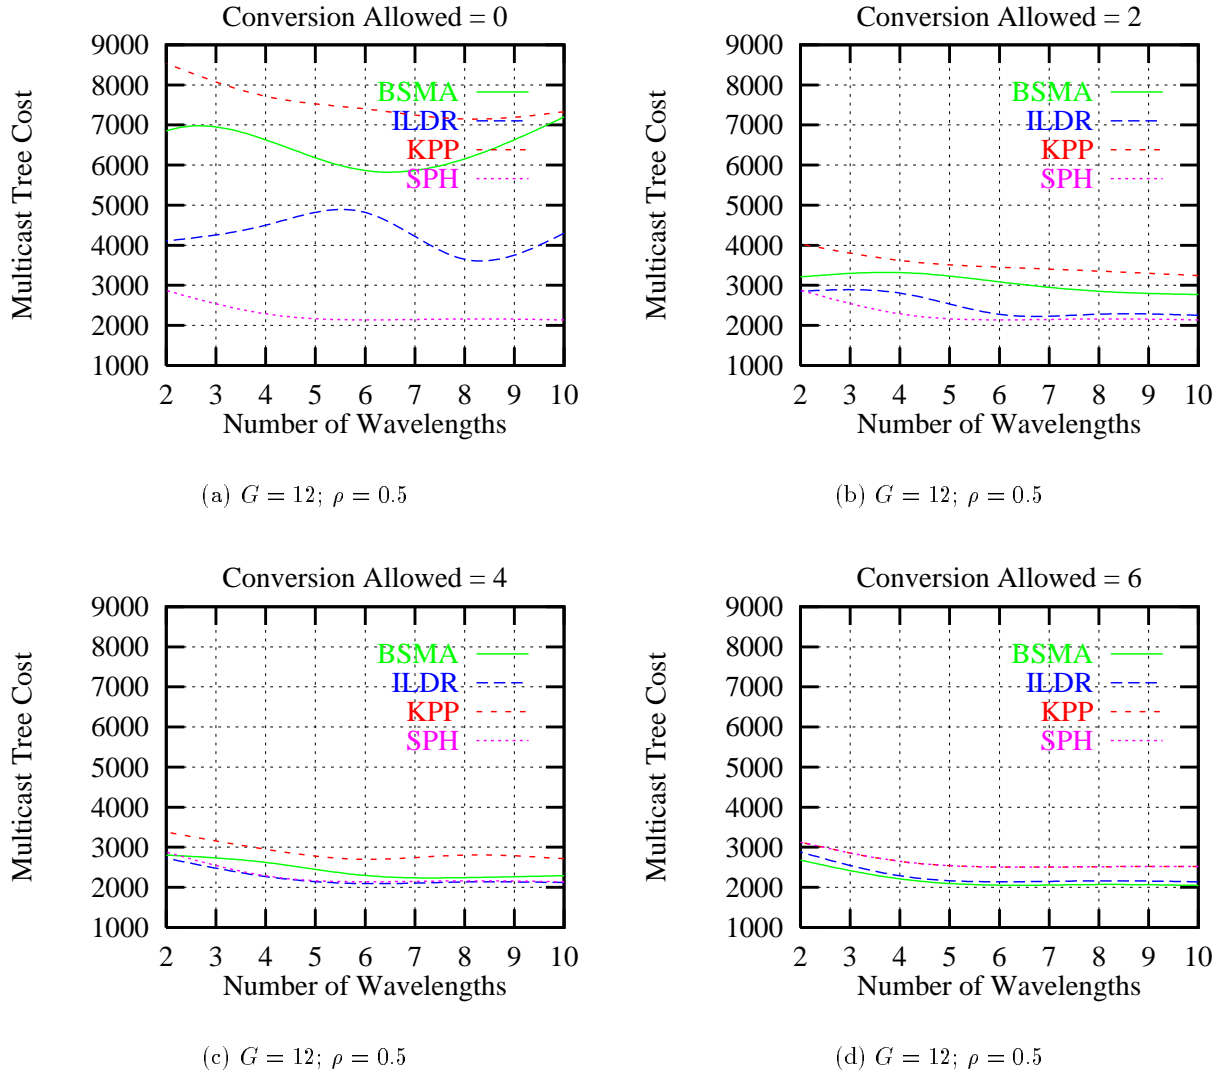 Conversion Allowed = 0
9000
8000
7000
6000
5000
4000
3000
2000
1000
Multicast Tree Cost
BSMA
ILDR
KPP
SPH
2 3 4 5 6 7 8 9 10
Number of Wavelengths
(a) G = 12; ρ = 0.5
Conversion Allowed = 2
9000
8000
7000
6000
5000
4000
3000
2000
1000
Multicast Tree Cost
BSMA
ILDR
KPP
SPH
2 3 4 5 6 7 8 9 10
Number of Wavelengths
(b) G = 12; ρ = 0.5
Conversion Allowed = 4
9000
8000
7000
6000
5000
4000
3000
2000
1000
Multicast Tree Cost
BSMA
ILDR
KPP
SPH
2 3 4 5 6 7 8 9 10
Number of Wavelengths
(c) G = 12; ρ = 0.5
Conversion Allowed = 6
9000
8000
7000
6000
5000
4000
3000
2000
1000
Multicast Tree Cost
BSMA
ILDR
KPP
SPH
2 3 4 5 6 7 8 9 10
Number of Wavelengths
(d) G = 12; ρ = 0.5